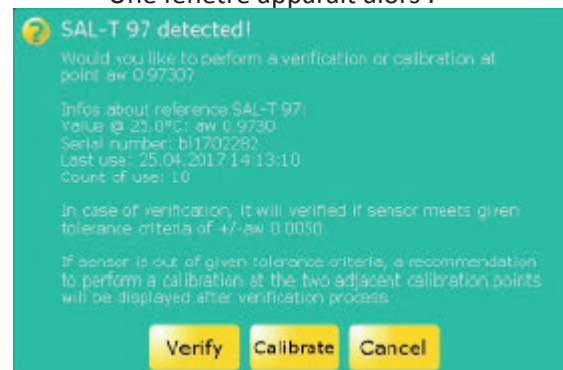 Une fenêtre apparait alors :
SAL-T 97 detected!
Would you like to perform a verification or calibration at
point aw 0.9730?
Infos about reference SAL-T 97:
Value @ 25.0°C: aw 0.9730
Serial number: bl1702282
Last use: 25.04.2017 14:13:10
Count of use: 10
In case of verification, it will verified if sensor meets given
tolerance criteria of +/-aw 0.0050.
If sensor is out of given tolerance criteria, a recommendation
to perform a calibration at the two adjacent calibration points
will be displayed after verification process.
Verify Calibrate Cancel